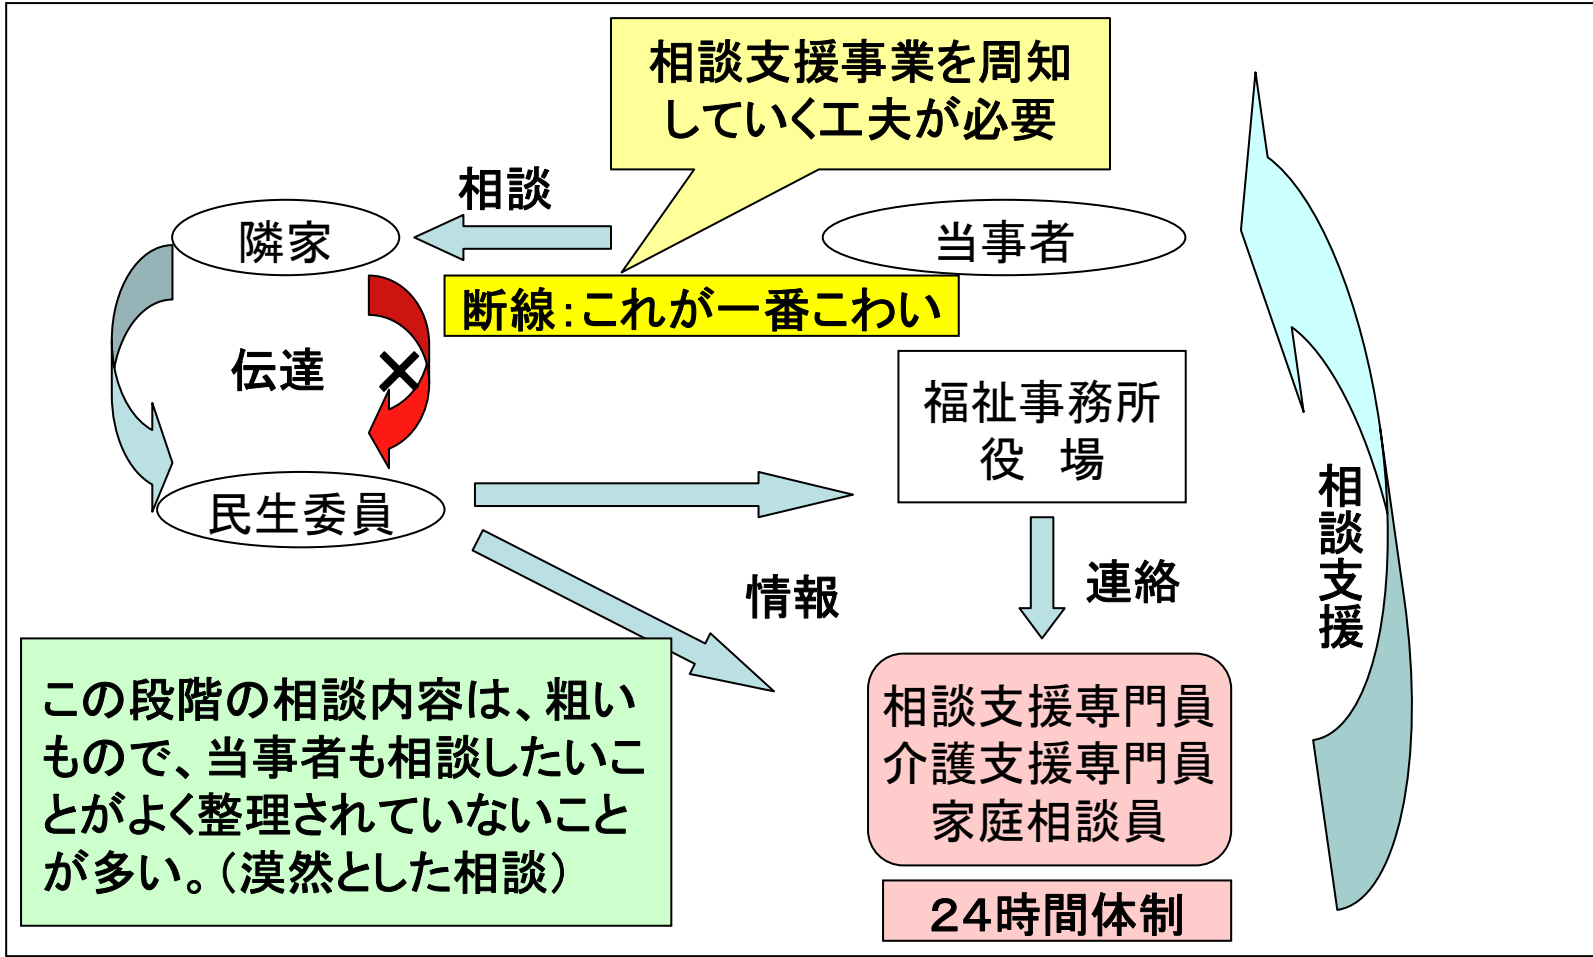 相談支援事業を周知
していく工夫が必要
相談
隣家
当事者
断線：これが一番こわい
伝達
×
福祉事務所
役　場
民生委員
相談支援
情報
連絡
この段階の相談内容は、粗い
もので、当事者も相談したいこ
とがよく整理されていないこと
が多い。（漠然とした相談）
相談支援専門員
介護支援専門員
家庭相談員
２４時間体制